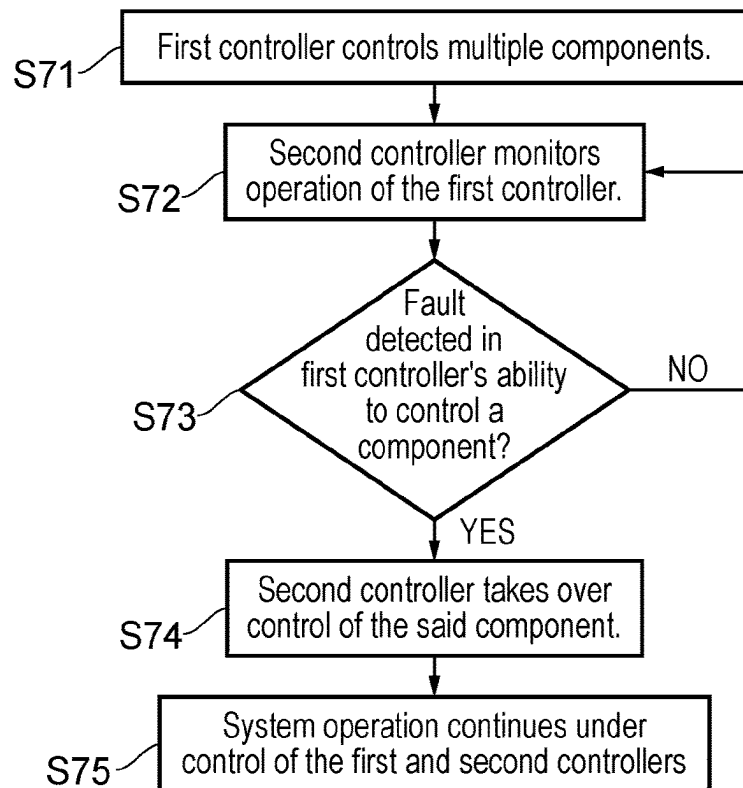 S71
First controller controls multiple components.
S72
Second controller monitors
operation of the first controller.
S73
Fault
detected in
first controller's ability
to control a
component?
NO
YES
S74
Second controller takes over
control of the said component.
S75
System operation continues under
control of the first and second controllers